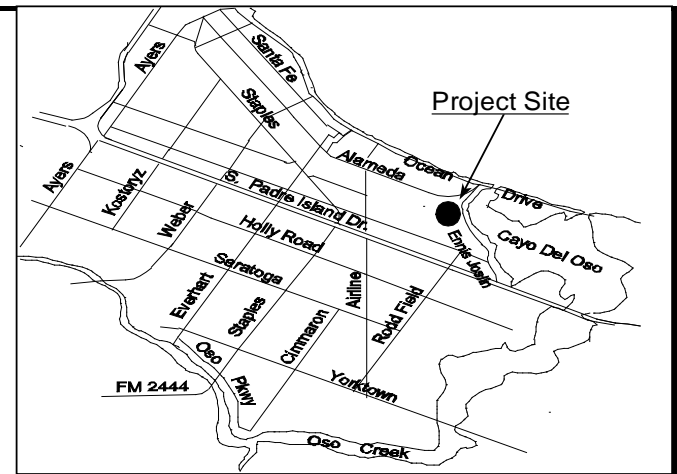 Santa Fe
Ayers
Staples
Project Site
Alameda
Ocean
Drive
Ayers
Kostoryz
Weber
S. Padre Island Dr.
Holly Road
Saratoga
Ennis Joslin
Cayo Del Oso
Everhart
Staples
Cimmaron
Airline
Rodd Field
Oso
Pkwy
FM 2444
Yorktown
Oso Creek